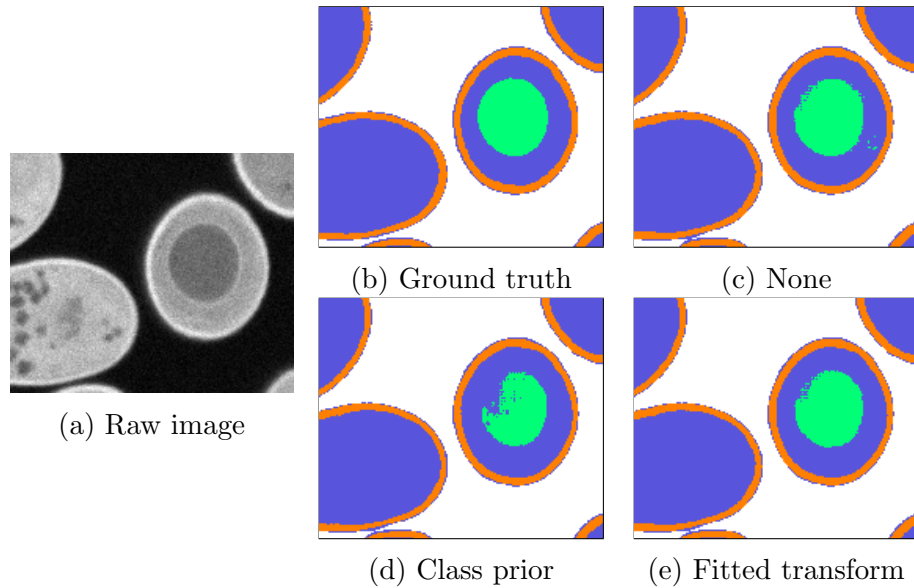 (a) Raw image
(b) Ground truth
(c) None
(d) Class prior
(e) Fitted transform